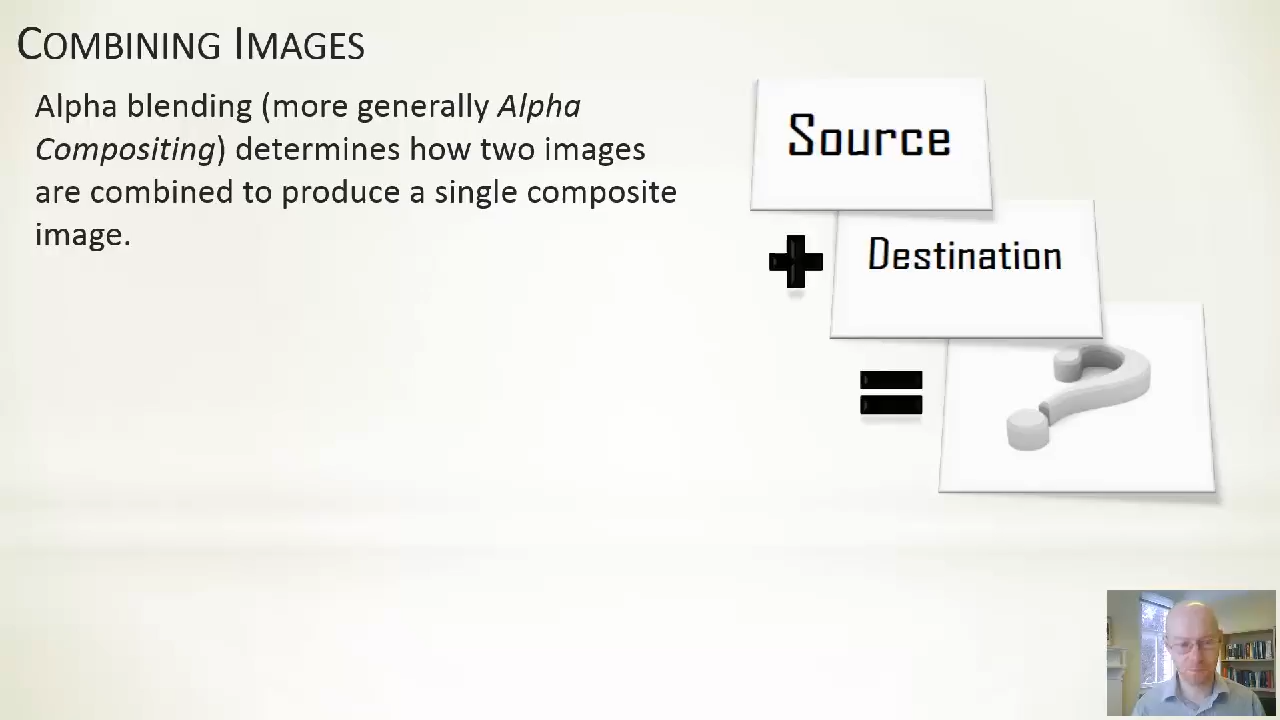 COMBINING IMAGES
Alpha blending (more generally Alpha
Compositing) determines how two images
are combined to produce a single composite
image.
Source
+ Destination
= ?